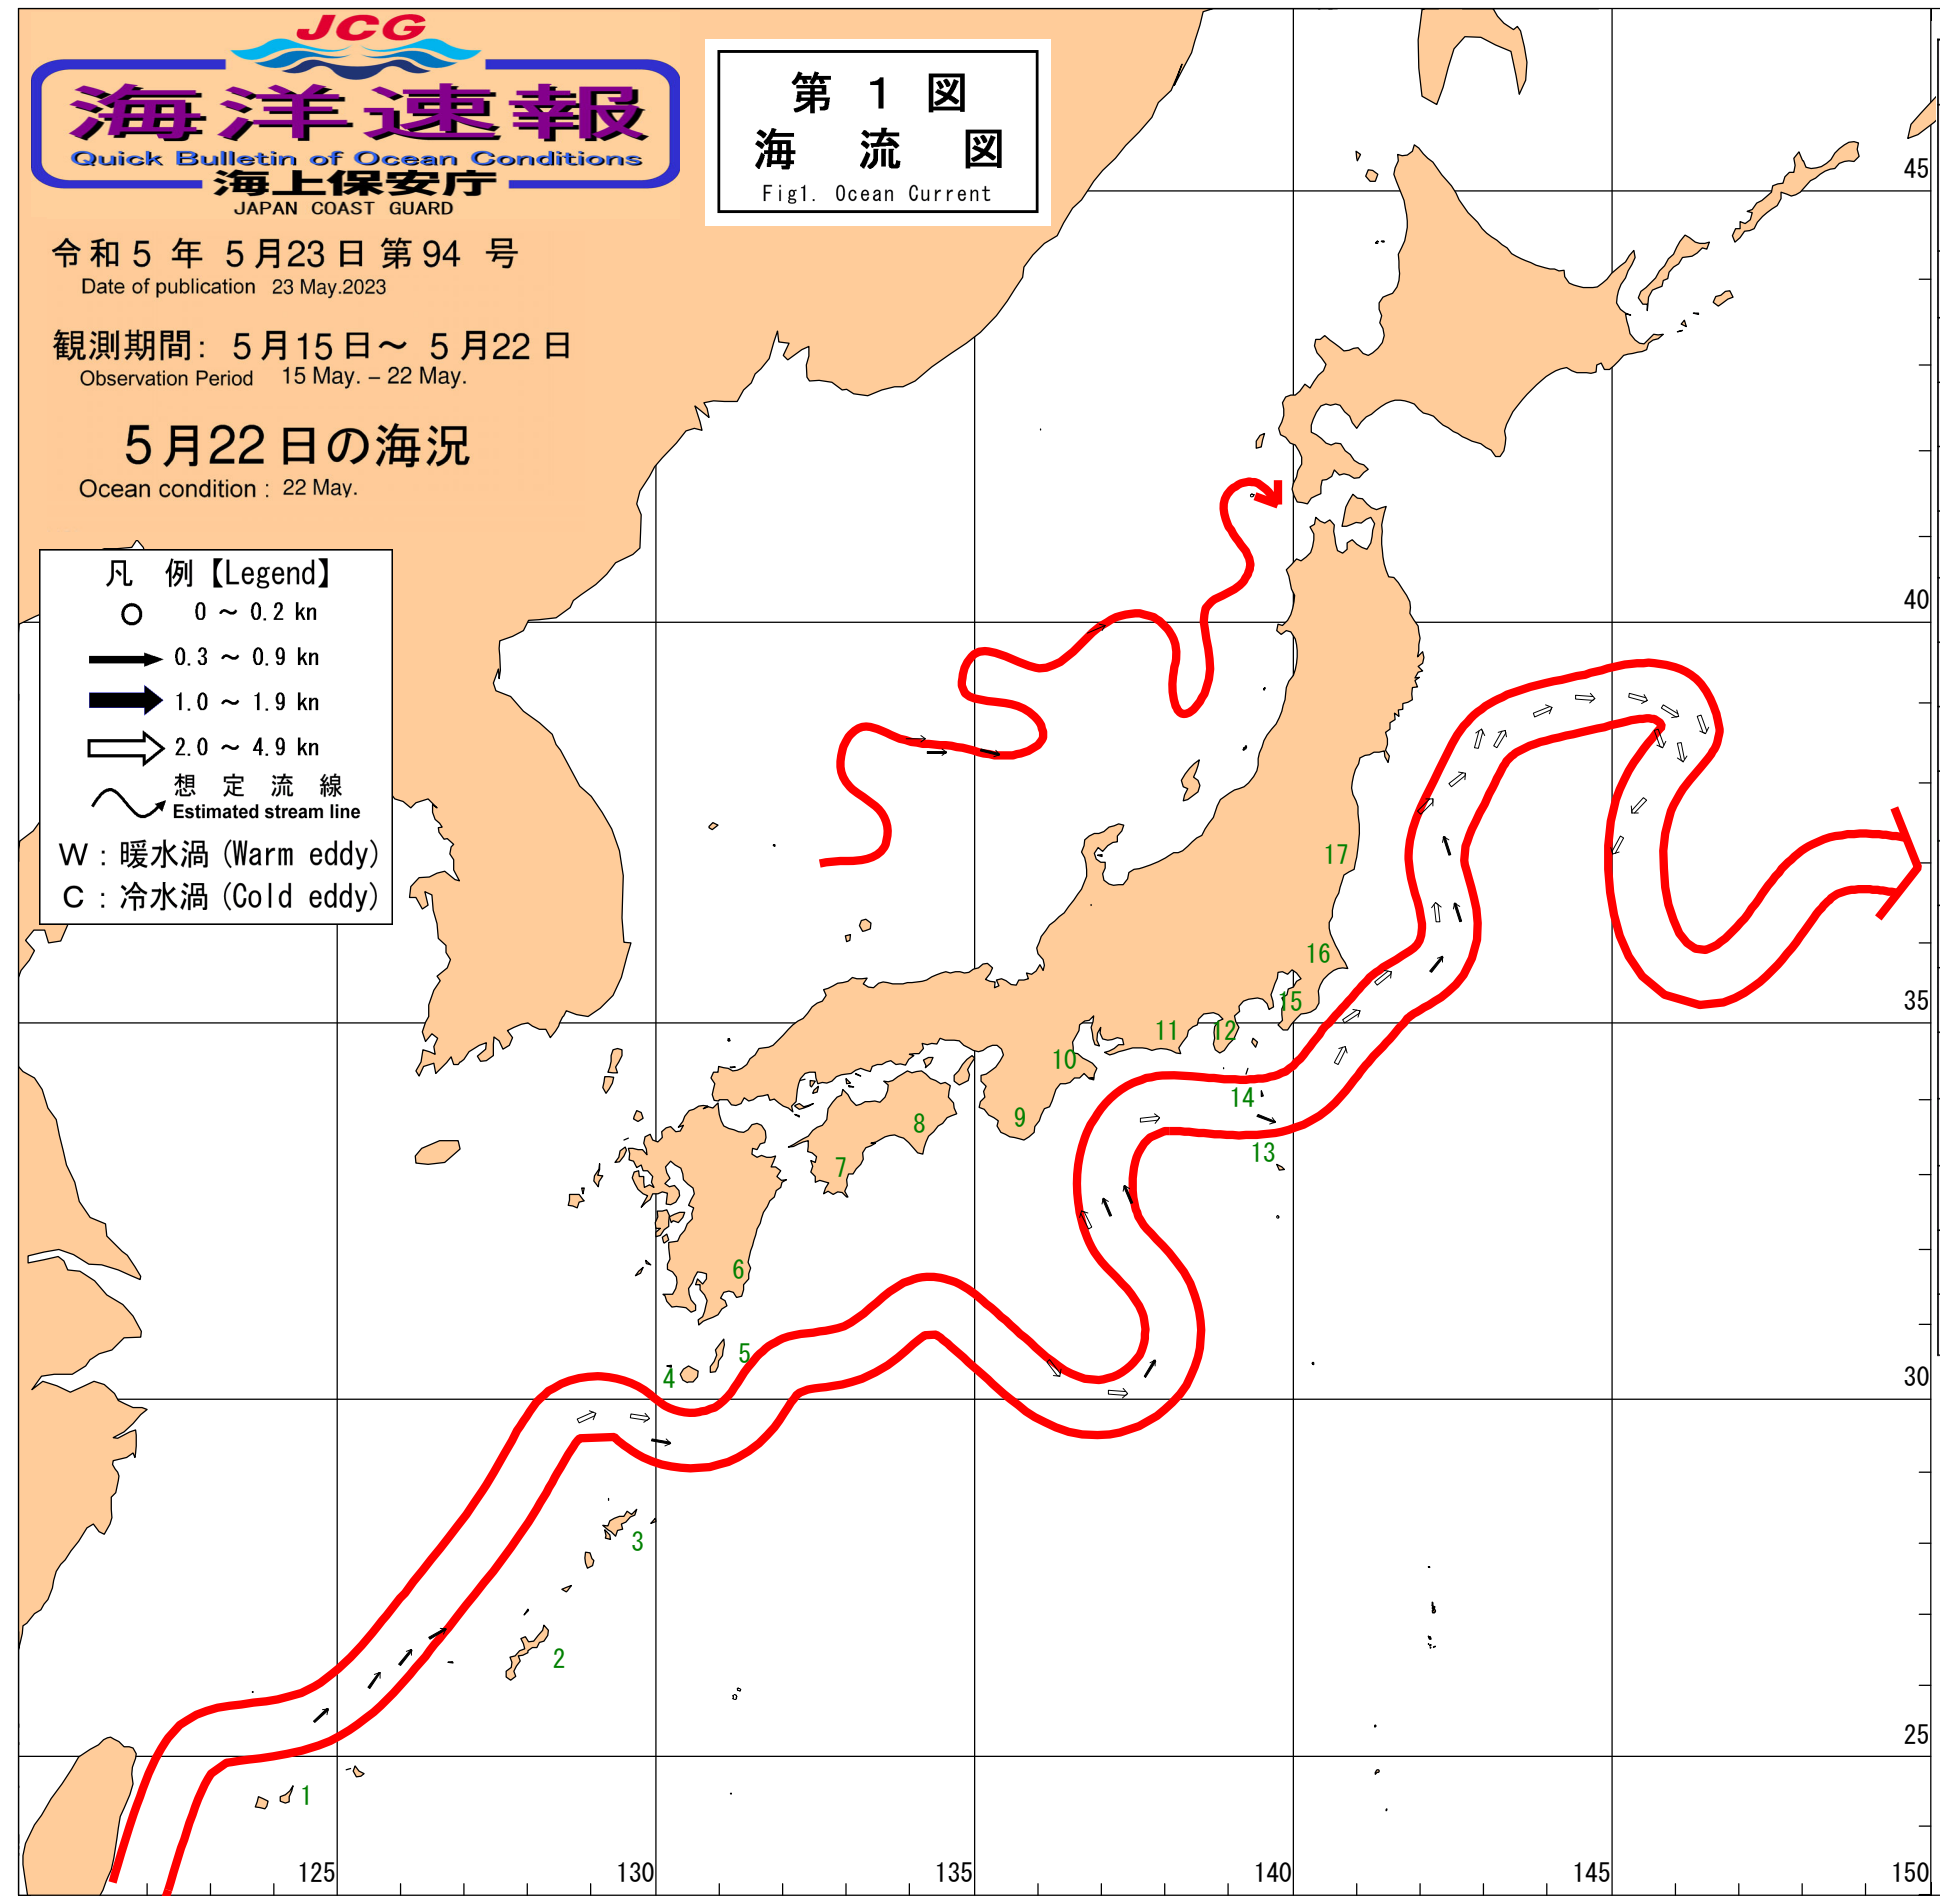 JCG
海洋速報
Quick Bulletin of Ocean Conditions
海上保安庁
JAPAN COAST GUARD
第 1 図
海 流 図
Fig1. Ocean Current
令和 5 年 5月23日 第94 号
Date of publication 23 May.2023
観測期間: 5月15日～ 5月22日
Observation Period 15 May. – 22 May.
5月22日の海況
Ocean condition : 22 May.
凡 例【Legend】
0 ～ 0.2 kn
0.3 ～ 0.9 kn
1.0 ～ 1.9 kn
2.0 ～ 4.9 kn
想 定 流 線
Estimated stream line
W : 暖水渦 (Warm eddy)
C : 冷水渦 (Cold eddy)
45
40
35
30
25
17
16
15
11
12
10
14
9
8
13
7
6
5
4
3
2
1
125
130
135
140
145
150